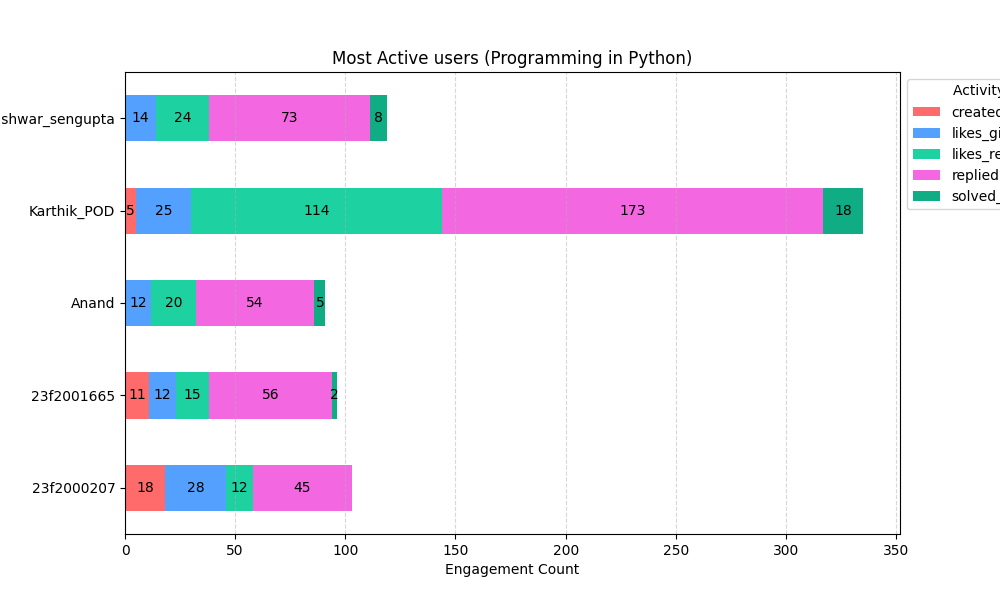 Most Active users (Programming in Python)
shwar_sengupta 14 24 73 8
Karthik_POD 5 25 114 173 18
Anand 12 20 54 5
23f2001665 11 12 15 56 2
23f2000207 18 28 12 45
0 50 100 150 200 250 300 350
Engagement Count
Activity
created
likes_gi
likes_re
replied
solved_